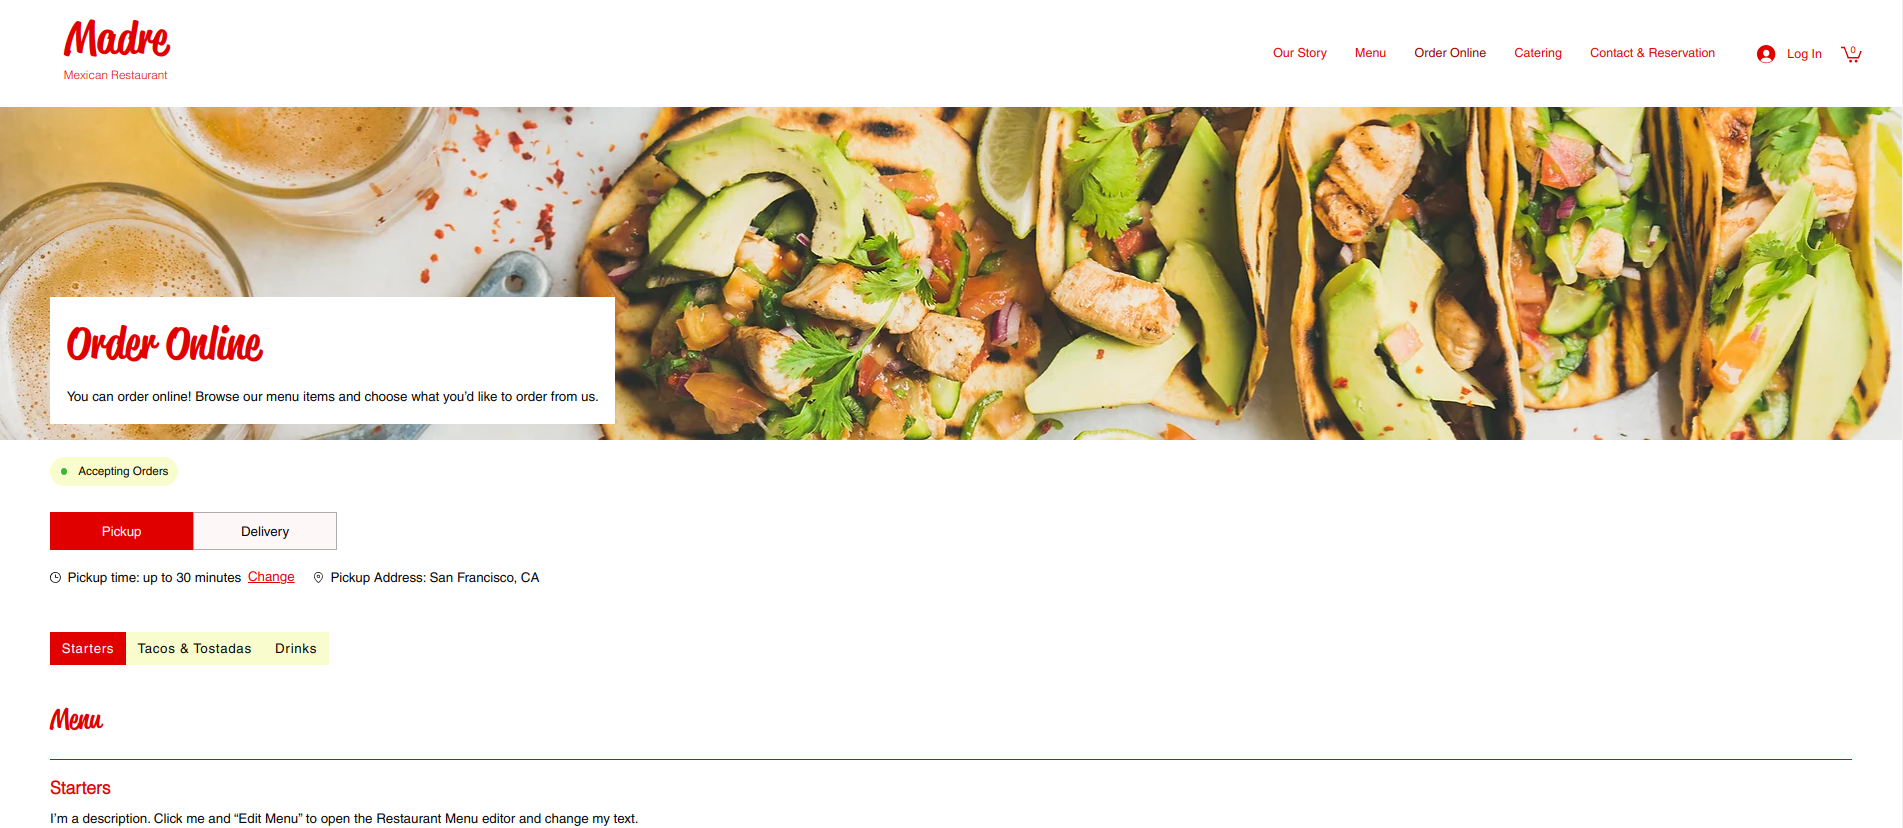 Madre
Mexican Restaurant
Our Story Menu Order Online Catering Contact & Reservation Log In 0
Order Online
You can order online! Browse our menu items and choose what you'd like to order from us.
Accepting Orders
Pickup Delivery
Pickup time: up to 30 minutes Change Pickup Address: San Francisco, CA
Starters Tacos & Tostadas Drinks
Menu
Starters
I'm a description. Click me and “Edit Menu” to open the Restaurant Menu editor and change my text.